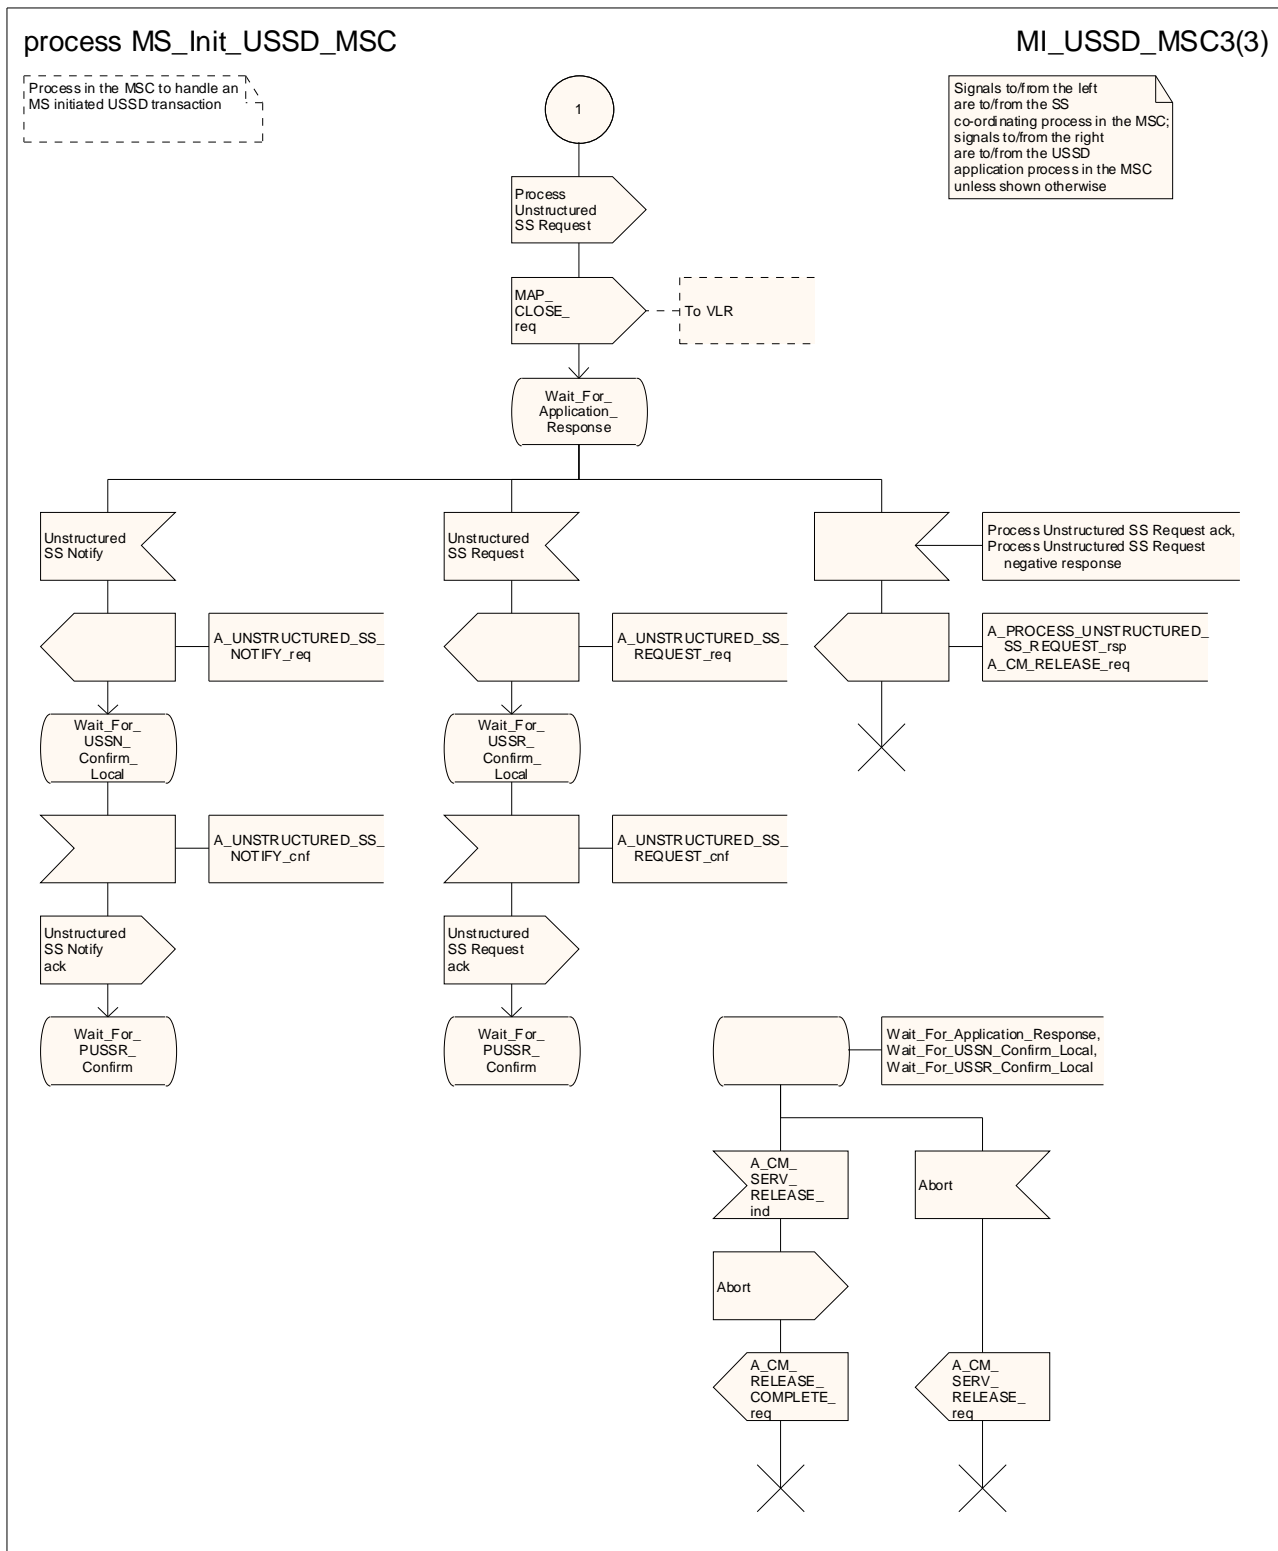 process MS_Init_USSD_MSC
MI_USSD_MSC3(3)
Process in the MSC to handle an
MS initiated USSD transaction
1
Signals to/from the left
are to/from the SS
co-ordinating process in the MSC;
signals to/from the right
are to/from the USSD
application process in the MSC
unless shown otherwise
Process
Unstructured
SS Request
MAP_
CLOSE_
req
To VLR
Wait_For_
Application_
Response
Unstructured
SS Notify
Unstructured
SS Request
Process Unstructured SS Request ack,
Process Unstructured SS Request
negative response
A_UNSTRUCTURED_SS_
NOTIFY_req
A_UNSTRUCTURED_SS_
REQUEST_req
A_PROCESS_UNSTRUCTURED_
SS_REQUEST_rsp
A_CM_RELEASE_req
Wait_For_
USSN_
Confirm_
Local
Wait_For_
USSR_
Confirm_
Local
A_UNSTRUCTURED_SS_
NOTIFY_cnf
A_UNSTRUCTURED_SS_
REQUEST_cnf
Unstructured
SS Notify
ack
Unstructured
SS Request
ack
Wait_For_
PUSSR_
Confirm
Wait_For_
PUSSR_
Confirm
Wait_For_Application_Response,
Wait_For_USSN_Confirm_Local,
Wait_For_USSR_Confirm_Local
A_CM_
SERV_
RELEASE_
ind
Abort
Abort
A_CM_
RELEASE_
COMPLETE_
req
A_CM_
SERV_
RELEASE_
req